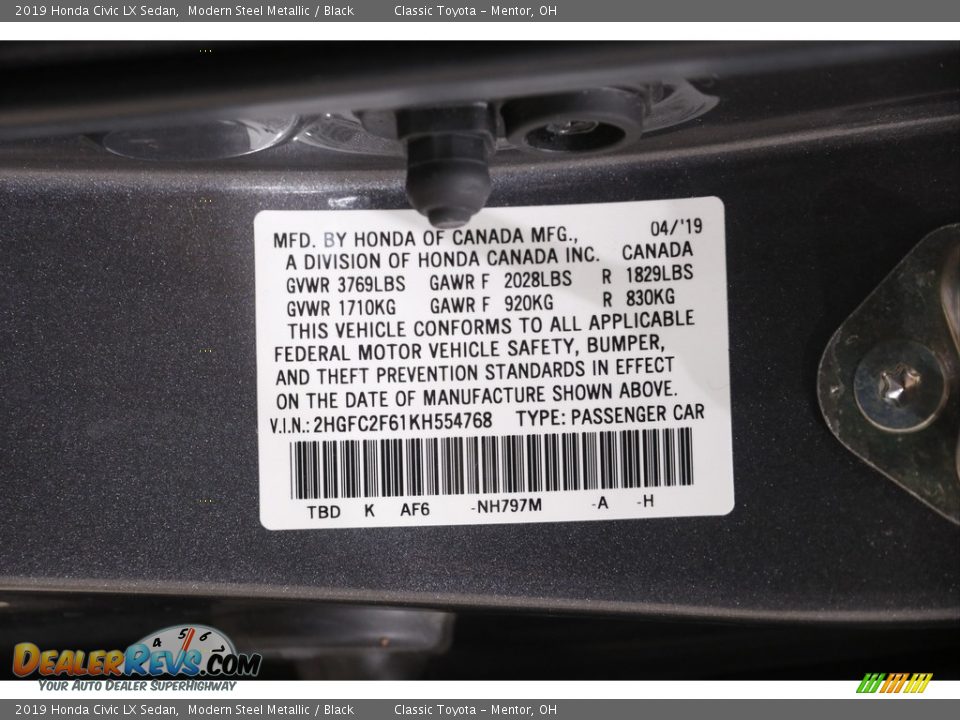 2019 Honda Civic LX Sedan, Modern Steel Metallic / Black Classic Toyota - Mentor, OH
MFD. BY HONDA OF CANADA MFG., 04/'19
A DIVISION OF HONDA CANADA INC. CANADA
GVWR 3769LBS GAWR F 2028LBS R 1829LBS
GVWR 1710KG GAWR F 920KG R 830KG
THIS VEHICLE CONFORMS TO ALL APPLICABLE
FEDERAL MOTOR VEHICLE SAFETY, BUMPER,
AND THEFT PREVENTION STANDARDS IN EFFECT
ON THE DATE OF MANUFACTURE SHOWN ABOVE.
V.I.N.: 2HGFC2F61KH554768 TYPE: PASSENGER CAR
TBD K AF6 -NH797M -A -H
4 5 6
DEALERREVS.COM
YOUR AUTO DEALER SUPERHIGHWAY
2019 Honda Civic LX Sedan, Modern Steel Metallic / Black Classic Toyota - Mentor, OH